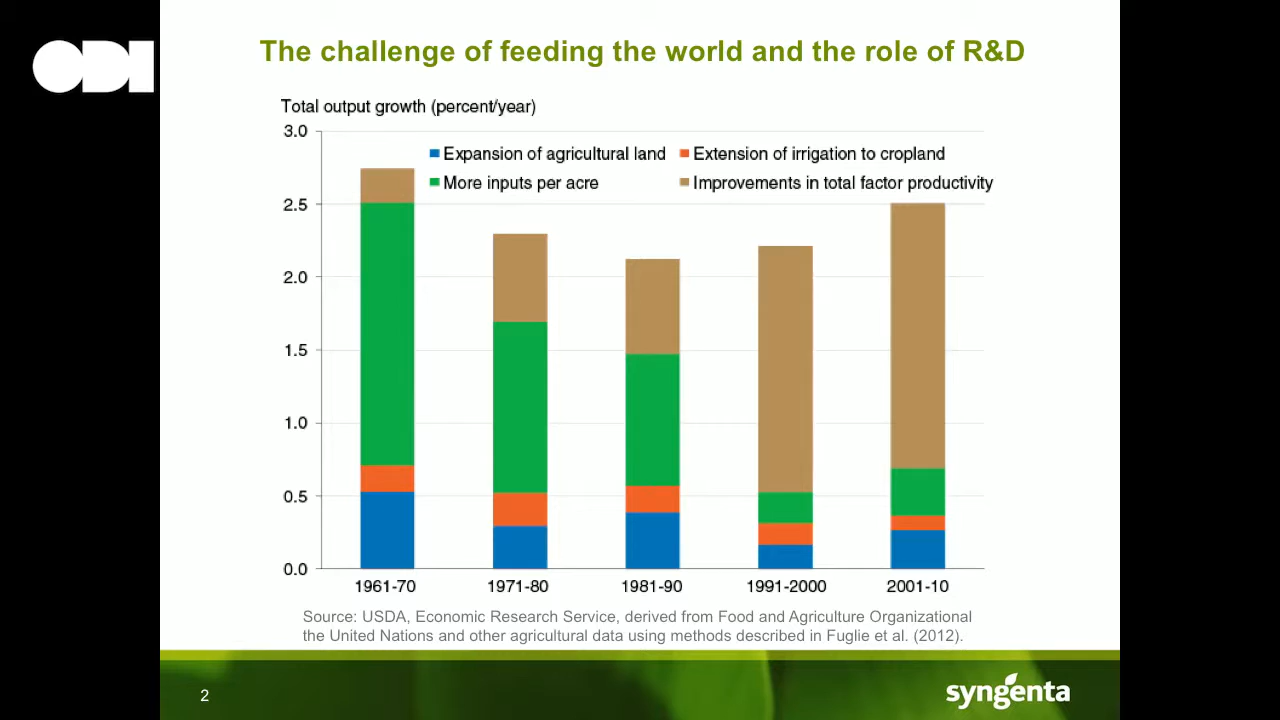 ODI
The challenge of feeding the world and the role of R&D
Total output growth (percent/year)
3.0
Expansion of agricultural land
Extension of irrigation to cropland
More inputs per acre
Improvements in total factor productivity
2.5
2.0
1.5
1.0
0.5
0.0
1961-70 1971-80 1981-90 1991-2000 2001-10
Source: USDA, Economic Research Service, derived from Food and Agriculture Organizational
the United Nations and other agricultural data using methods described in Fuglie et al. (2012).
2
syngenta